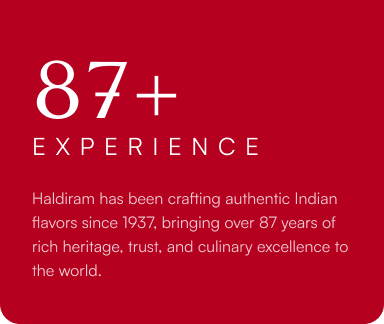 87+
EXPERIENCE
Haldiram has been crafting authentic Indian
flavors since 1937, bringing over 87 years of
rich heritage, trust, and culinary excellence to
the world.